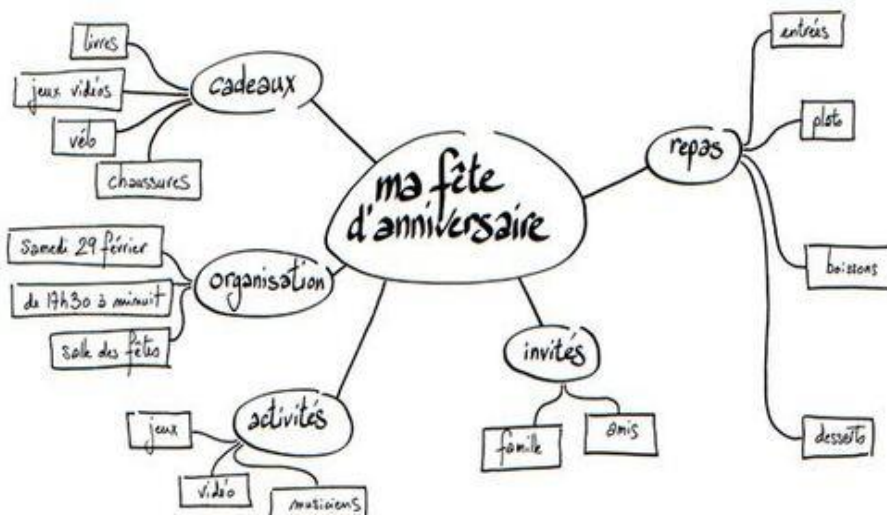 ma fête
d'anniversaire
cadeaux
livres
jeux vidéos
vélo
chaussures
organisation
samedi 29 février
de 17h30 à minuit
salle des fêtes
activités
jeux
vidéo
musiciens
invités
famille
amis
repas
entrées
plats
boissons
desserts